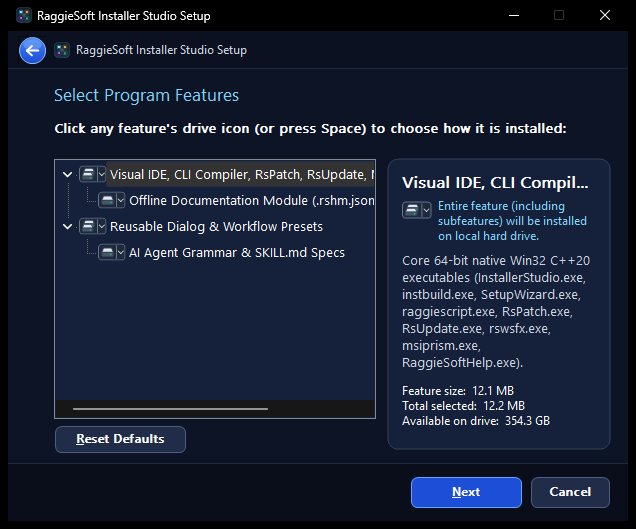 RaggieSoft Installer Studio Setup
RaggieSoft Installer Studio Setup
Select Program Features
Click any feature's drive icon (or press Space) to choose how it is installed:
Visual IDE, CLI Compiler, RsPatch, RsUpdate,
Offline Documentation Module (.rshm.json
Reusable Dialog & Workflow Presets
AI Agent Grammar & SKILL.md Specs
Reset Defaults
Visual IDE, CLI Compil...
Entire feature (including
subfeatures) will be installed
on local hard drive.
Core 64-bit native Win32 C++20
executables (InstallerStudio.exe,
instbuild.exe, SetupWizard.exe,
raggiescript.exe, RsPatch.exe,
RsUpdate.exe, rswsfx.exe,
msiprism.exe,
RaggieSoftHelp.exe).
Feature size: 12.1 MB
Total selected: 12.2 MB
Available on drive: 354.3 GB
Next
Cancel